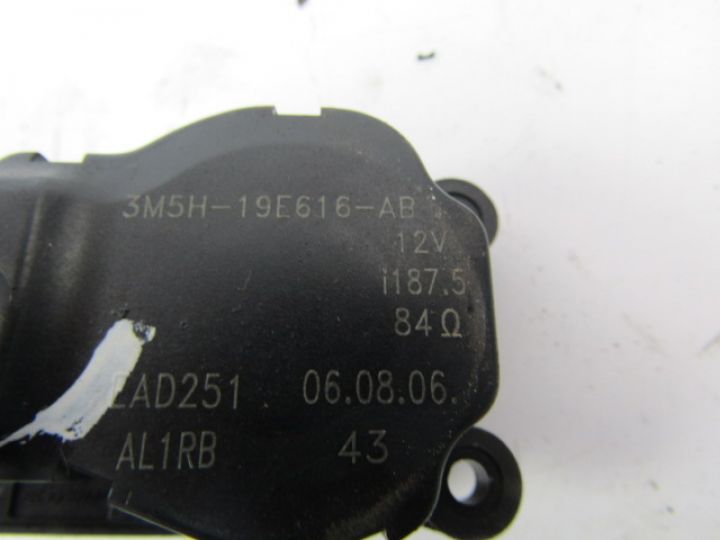 3M5H-19E616-AB
12V
i187.5
84Ω
EAD251 06.08.06.
AL1RB 43